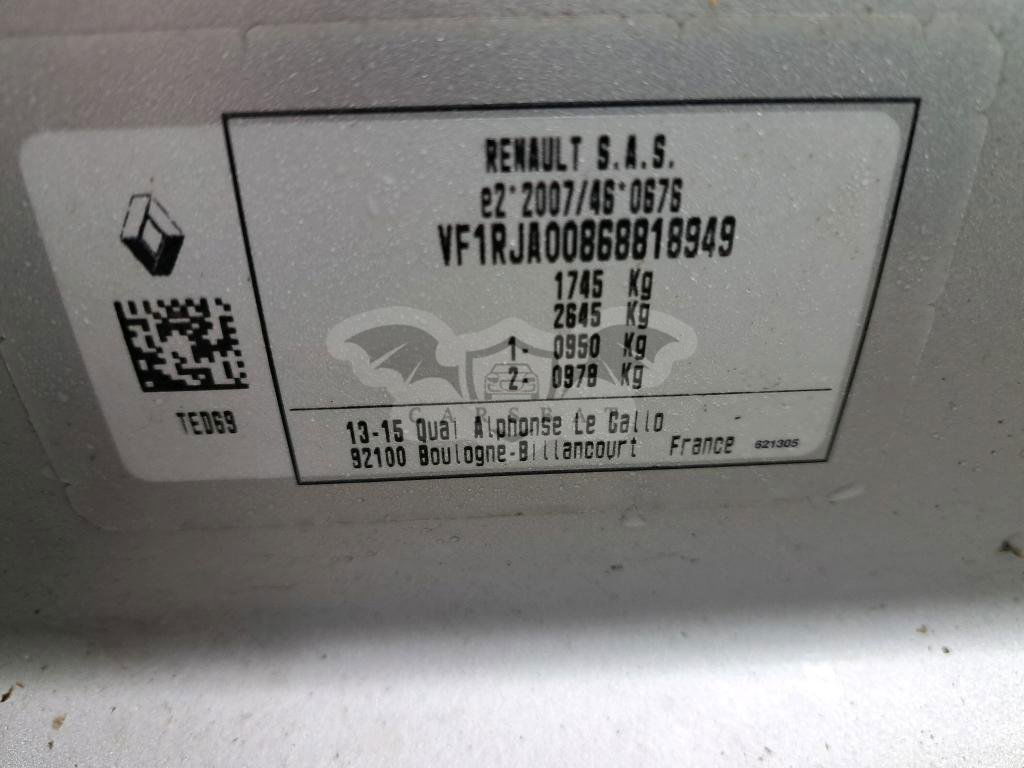 RENAULT S.A.S.
e2*2007/46*0676
VF1RJA00868818949
1745 Kg
2645 Kg
1- 0950 Kg
2- 0978 Kg
TED69
13-15 Quai Alphonse Le Gallo
92100 Boulogne-Billancourt France
621305
CARSBAT